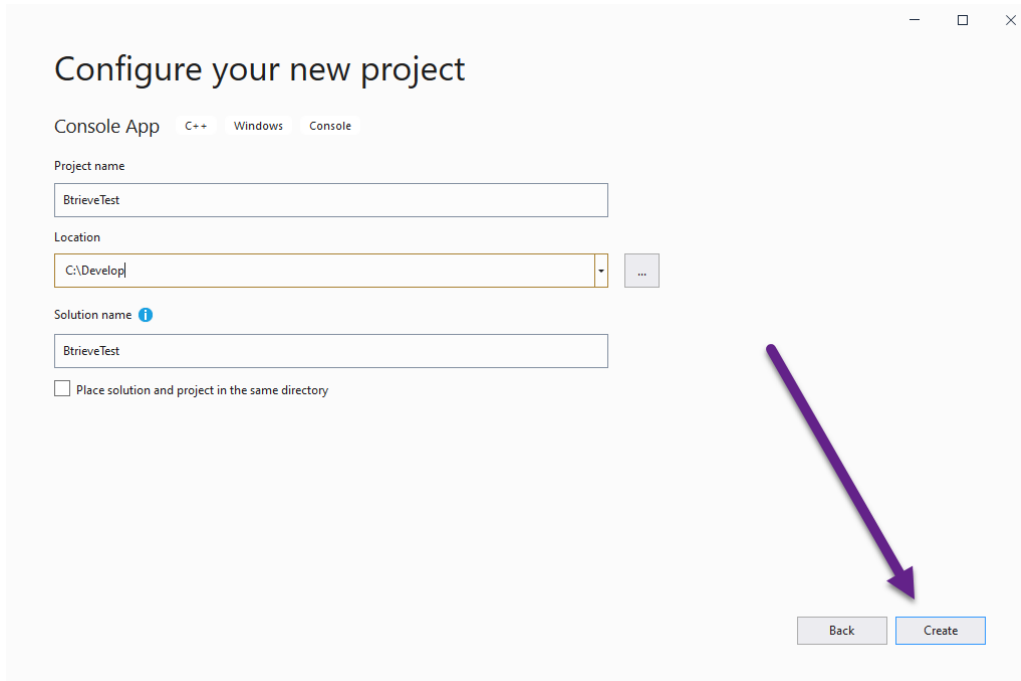 Configure your new project
Console App C++ Windows Console
Project name
BtrieveTest
Location
C:\Develop
...
Solution name
BtrieveTest
Place solution and project in the same directory
Back Create